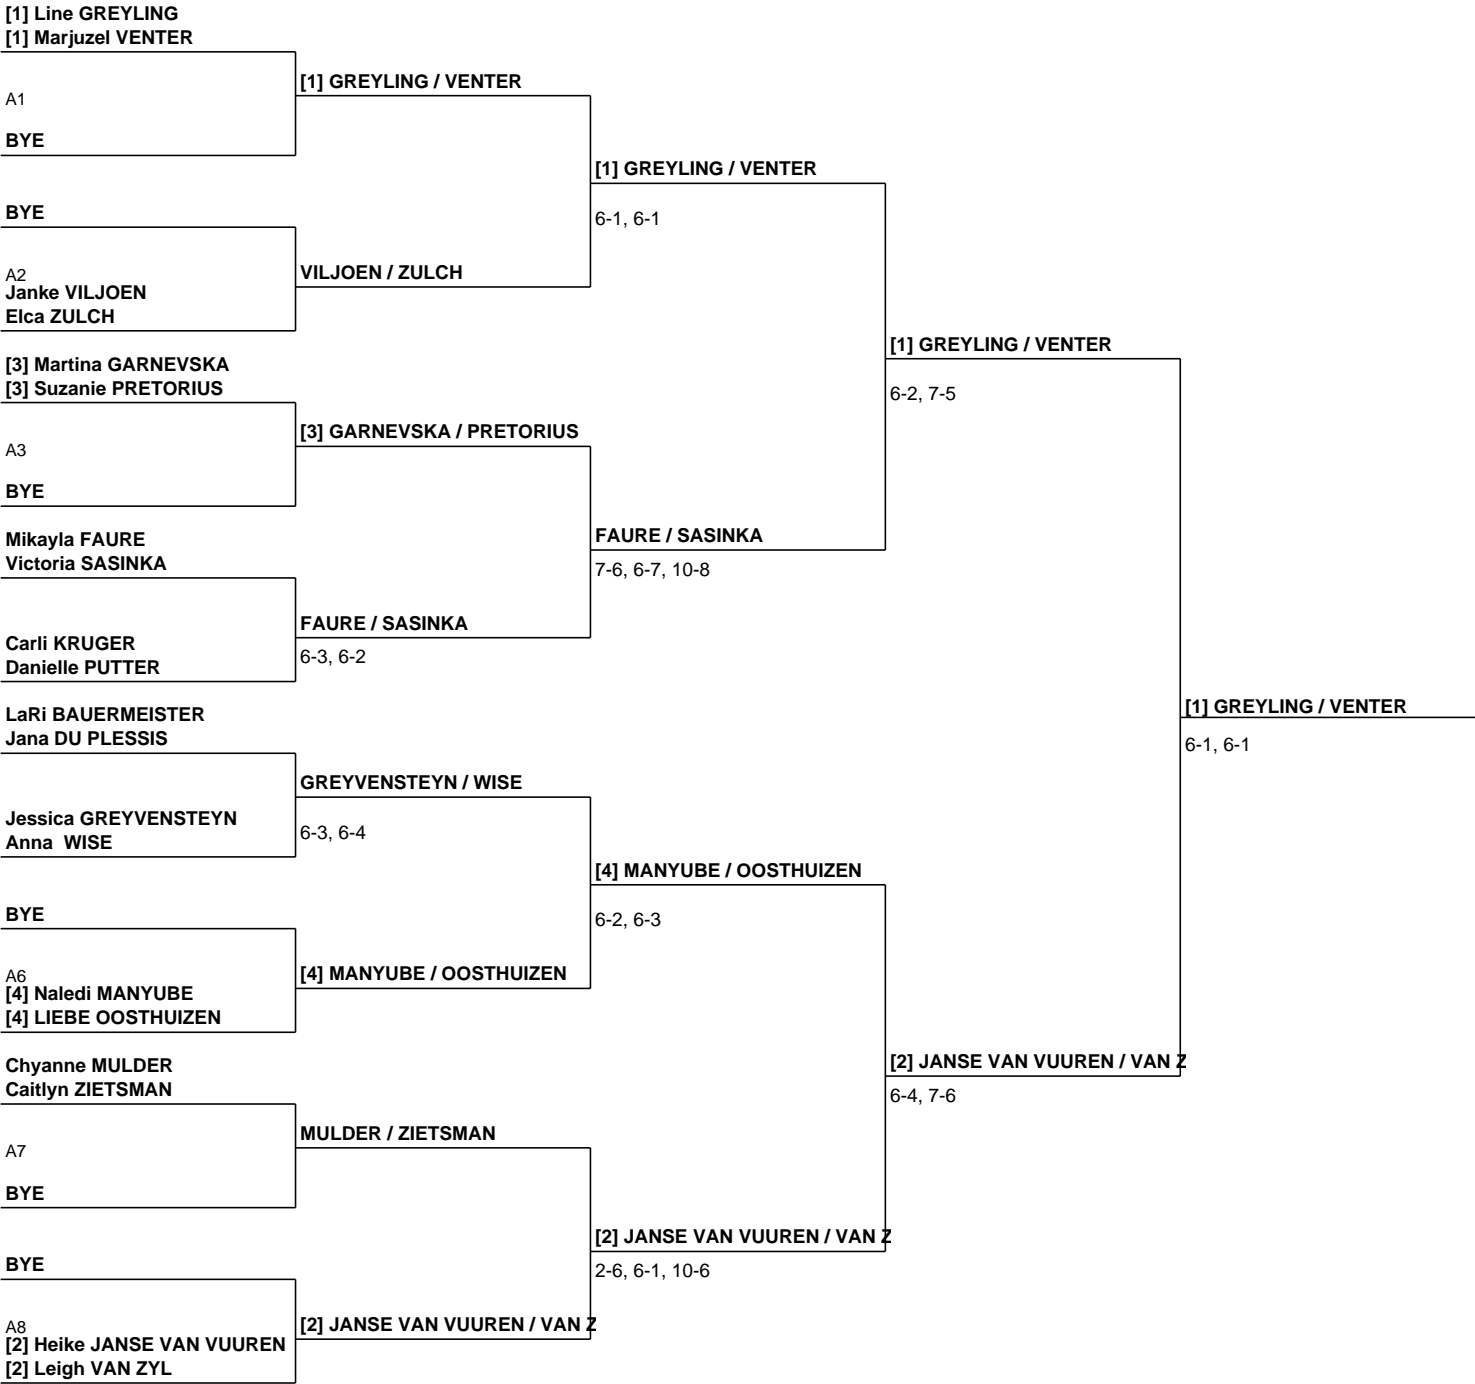 [1] Line GREYLING
[1] Marjuzel VENTER
[1] GREYLING / VENTER
A1
BYE
[1] GREYLING / VENTER
BYE
6-1, 6-1
A2
VILJOEN / ZULCH
Janke VILJOEN
Elca ZULCH
[1] GREYLING / VENTER
[3] Martina GARNEVSKA
[3] Suzanie PRETORIUS
6-2, 7-5
[3] GARNEVSKA / PRETORIUS
A3
BYE
Mikayla FAURE
FAURE / SASINKA
Victoria SASINKA
7-6, 6-7, 10-8
FAURE / SASINKA
Carli KRUGER
6-3, 6-2
Danielle PUTTER
LaRi BAUERMEISTER
[1] GREYLING / VENTER
Jana DU PLESSIS
6-1, 6-1
GREYVENSTEYN / WISE
Jessica GREYVENSTEYN
6-3, 6-4
Anna  WISE
[4] MANYUBE / OOSTHUIZEN
BYE
6-2, 6-3
A6
[4] MANYUBE / OOSTHUIZEN
[4] Naledi MANYUBE
[4] LIEBE OOSTHUIZEN
Chyanne MULDER
[2] JANSE VAN VUUREN / VAN Z
Caitlyn ZIETSMAN
6-4, 7-6
MULDER / ZIETSMAN
A7
BYE
[2] JANSE VAN VUUREN / VAN Z
BYE
2-6, 6-1, 10-6
A8
[2] JANSE VAN VUUREN / VAN Z
[2] Heike JANSE VAN VUUREN
[2] Leigh VAN ZYL